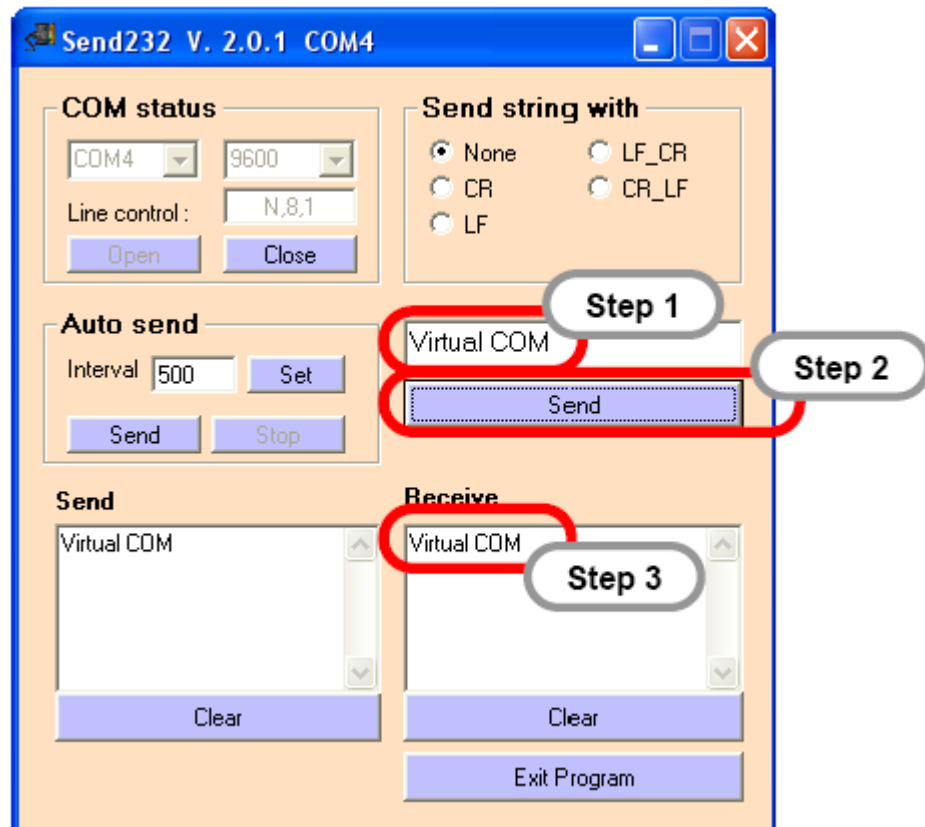 Send232 V. 2.0.1 COM4
COM status
COM4
9600
Line control :
N,8,1
Open
Close
Send string with
None
LF_CR
CR
CR_LF
LF
Auto send
Interval
500
Set
Send
Stop
Step 1
Virtual COM
Step 2
Send
Send
Virtual COM
Clear
Receive
Virtual COM
Step 3
Clear
Exit Program